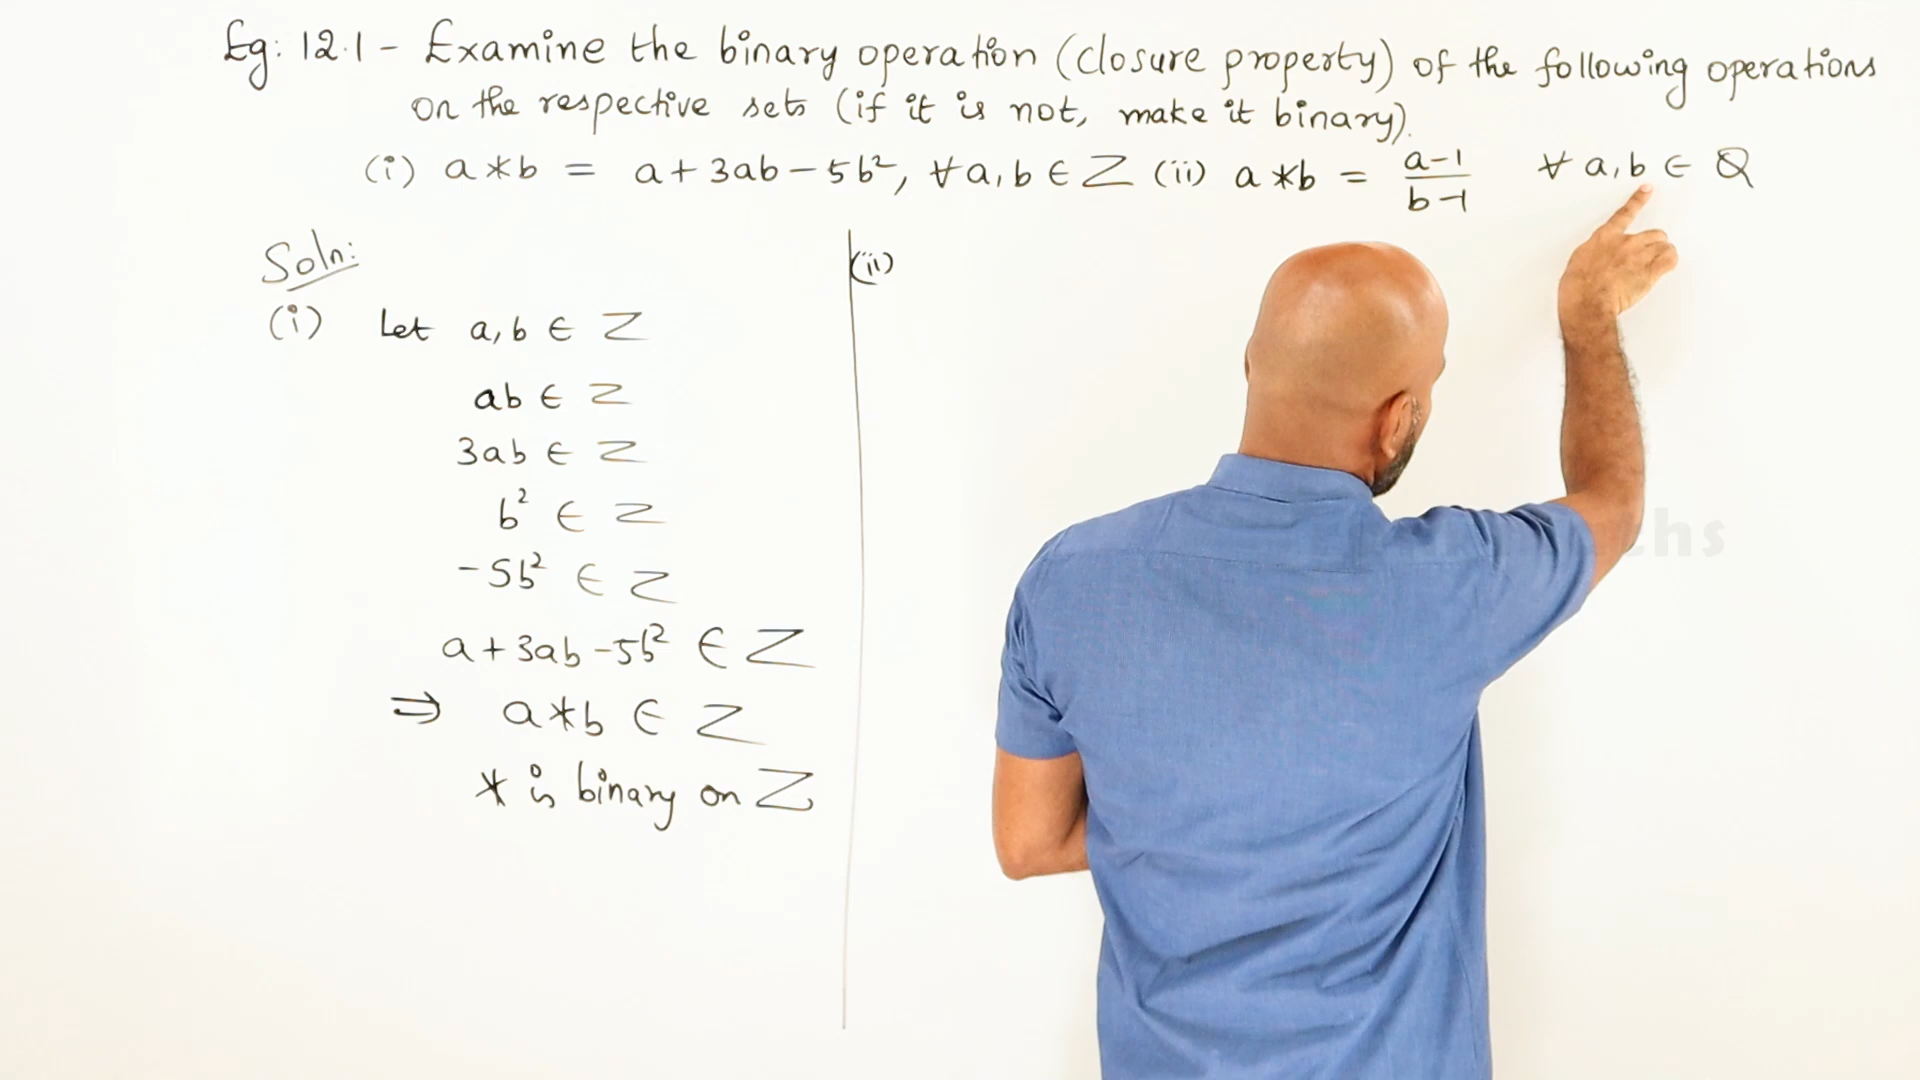 Eg: 12.1 - Examine the binary operation (closure property) of the following operations
on the respective sets (if it is not, make it binary).
(i) a * b = a + 3ab - 5b², ∀ a, b ∈ Z (ii) a * b = (a-1)/(b-1) ∀ a, b ∈ Q
Soln:
(i) Let a, b ∈ Z
ab ∈ Z
3ab ∈ Z
b² ∈ Z
-5b² ∈ Z
a + 3ab - 5b² ∈ Z
⇒ a * b ∈ Z
* is binary on Z
(ii)